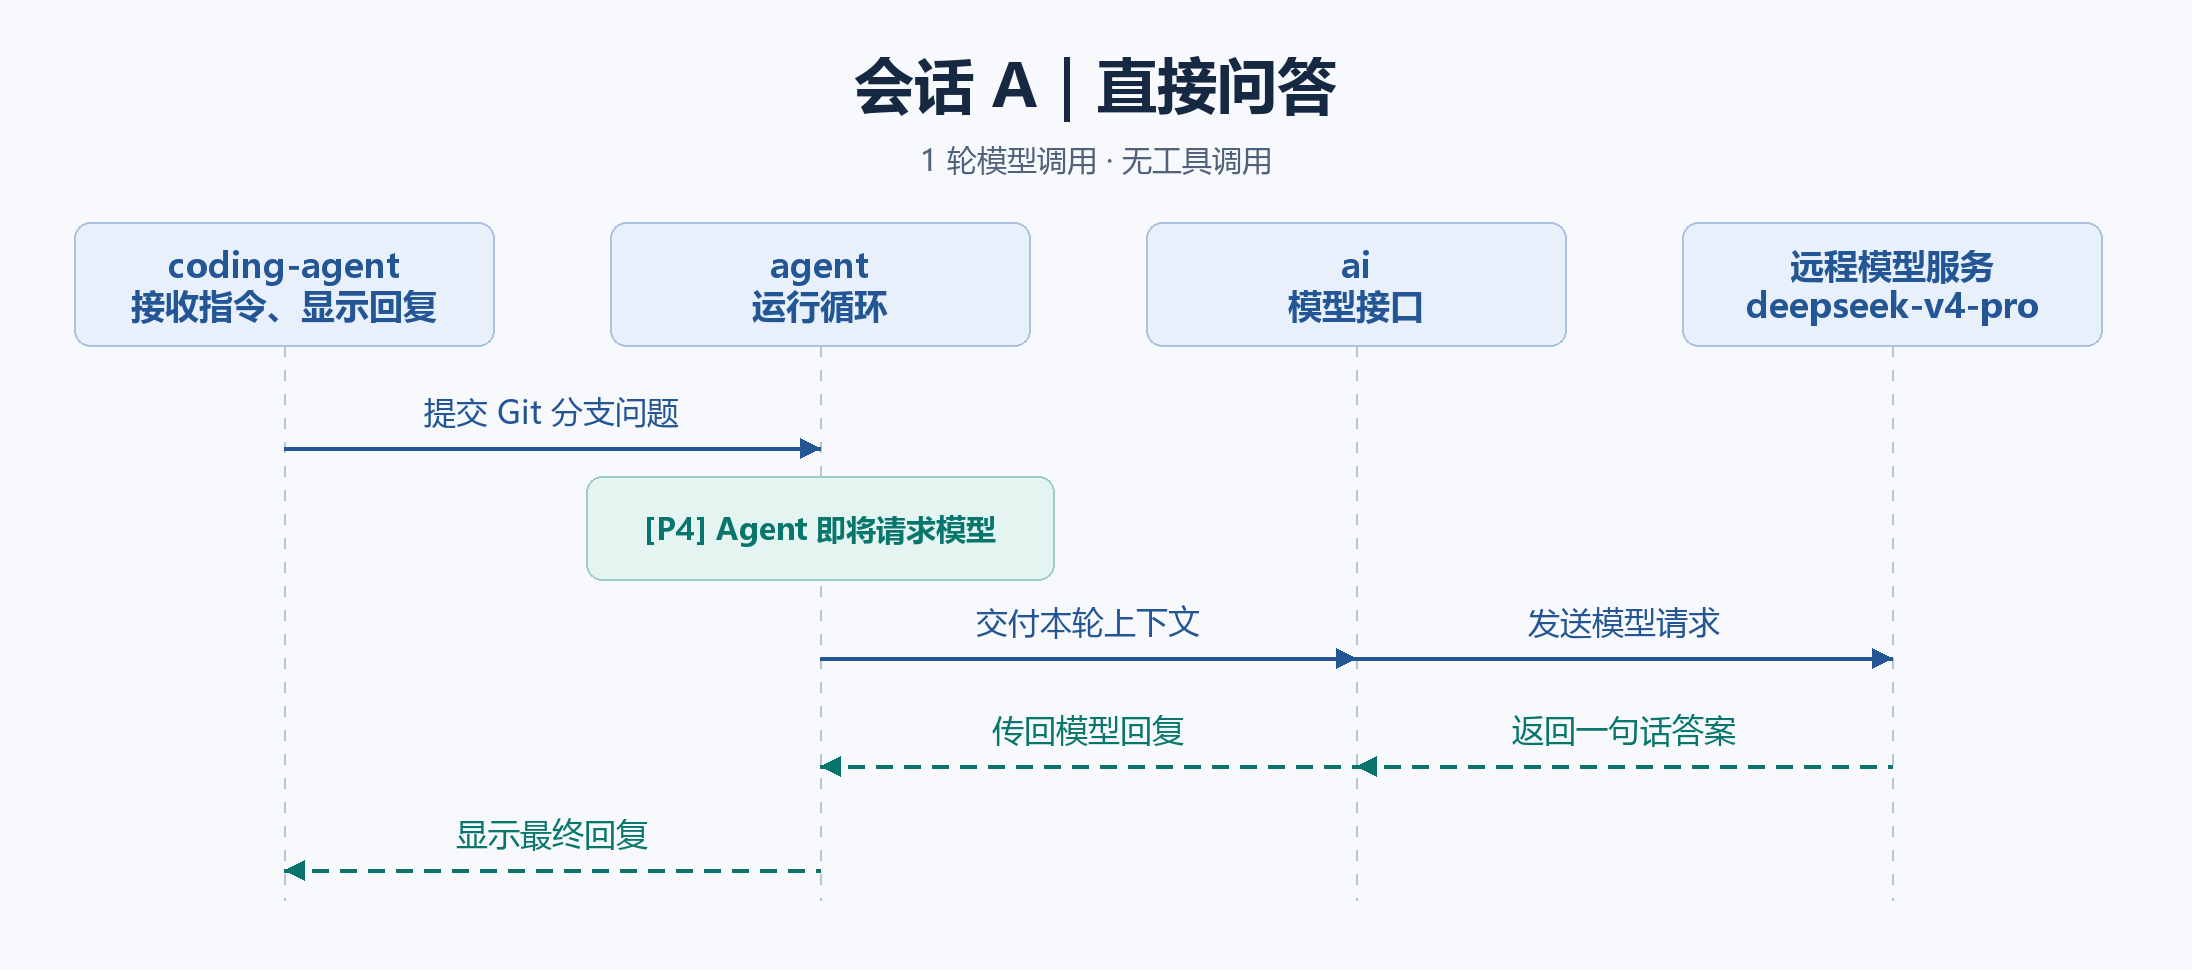 会话 A｜直接问答
1 轮模型调用 · 无工具调用
coding-agent
接收指令、显示回复
agent
运行循环
ai
模型接口
远程模型服务
deepseek-v4-pro
提交 Git 分支问题
[P4] Agent 即将请求模型
交付本轮上下文
发送模型请求
传回模型回复
返回一句话答案
显示最终回复